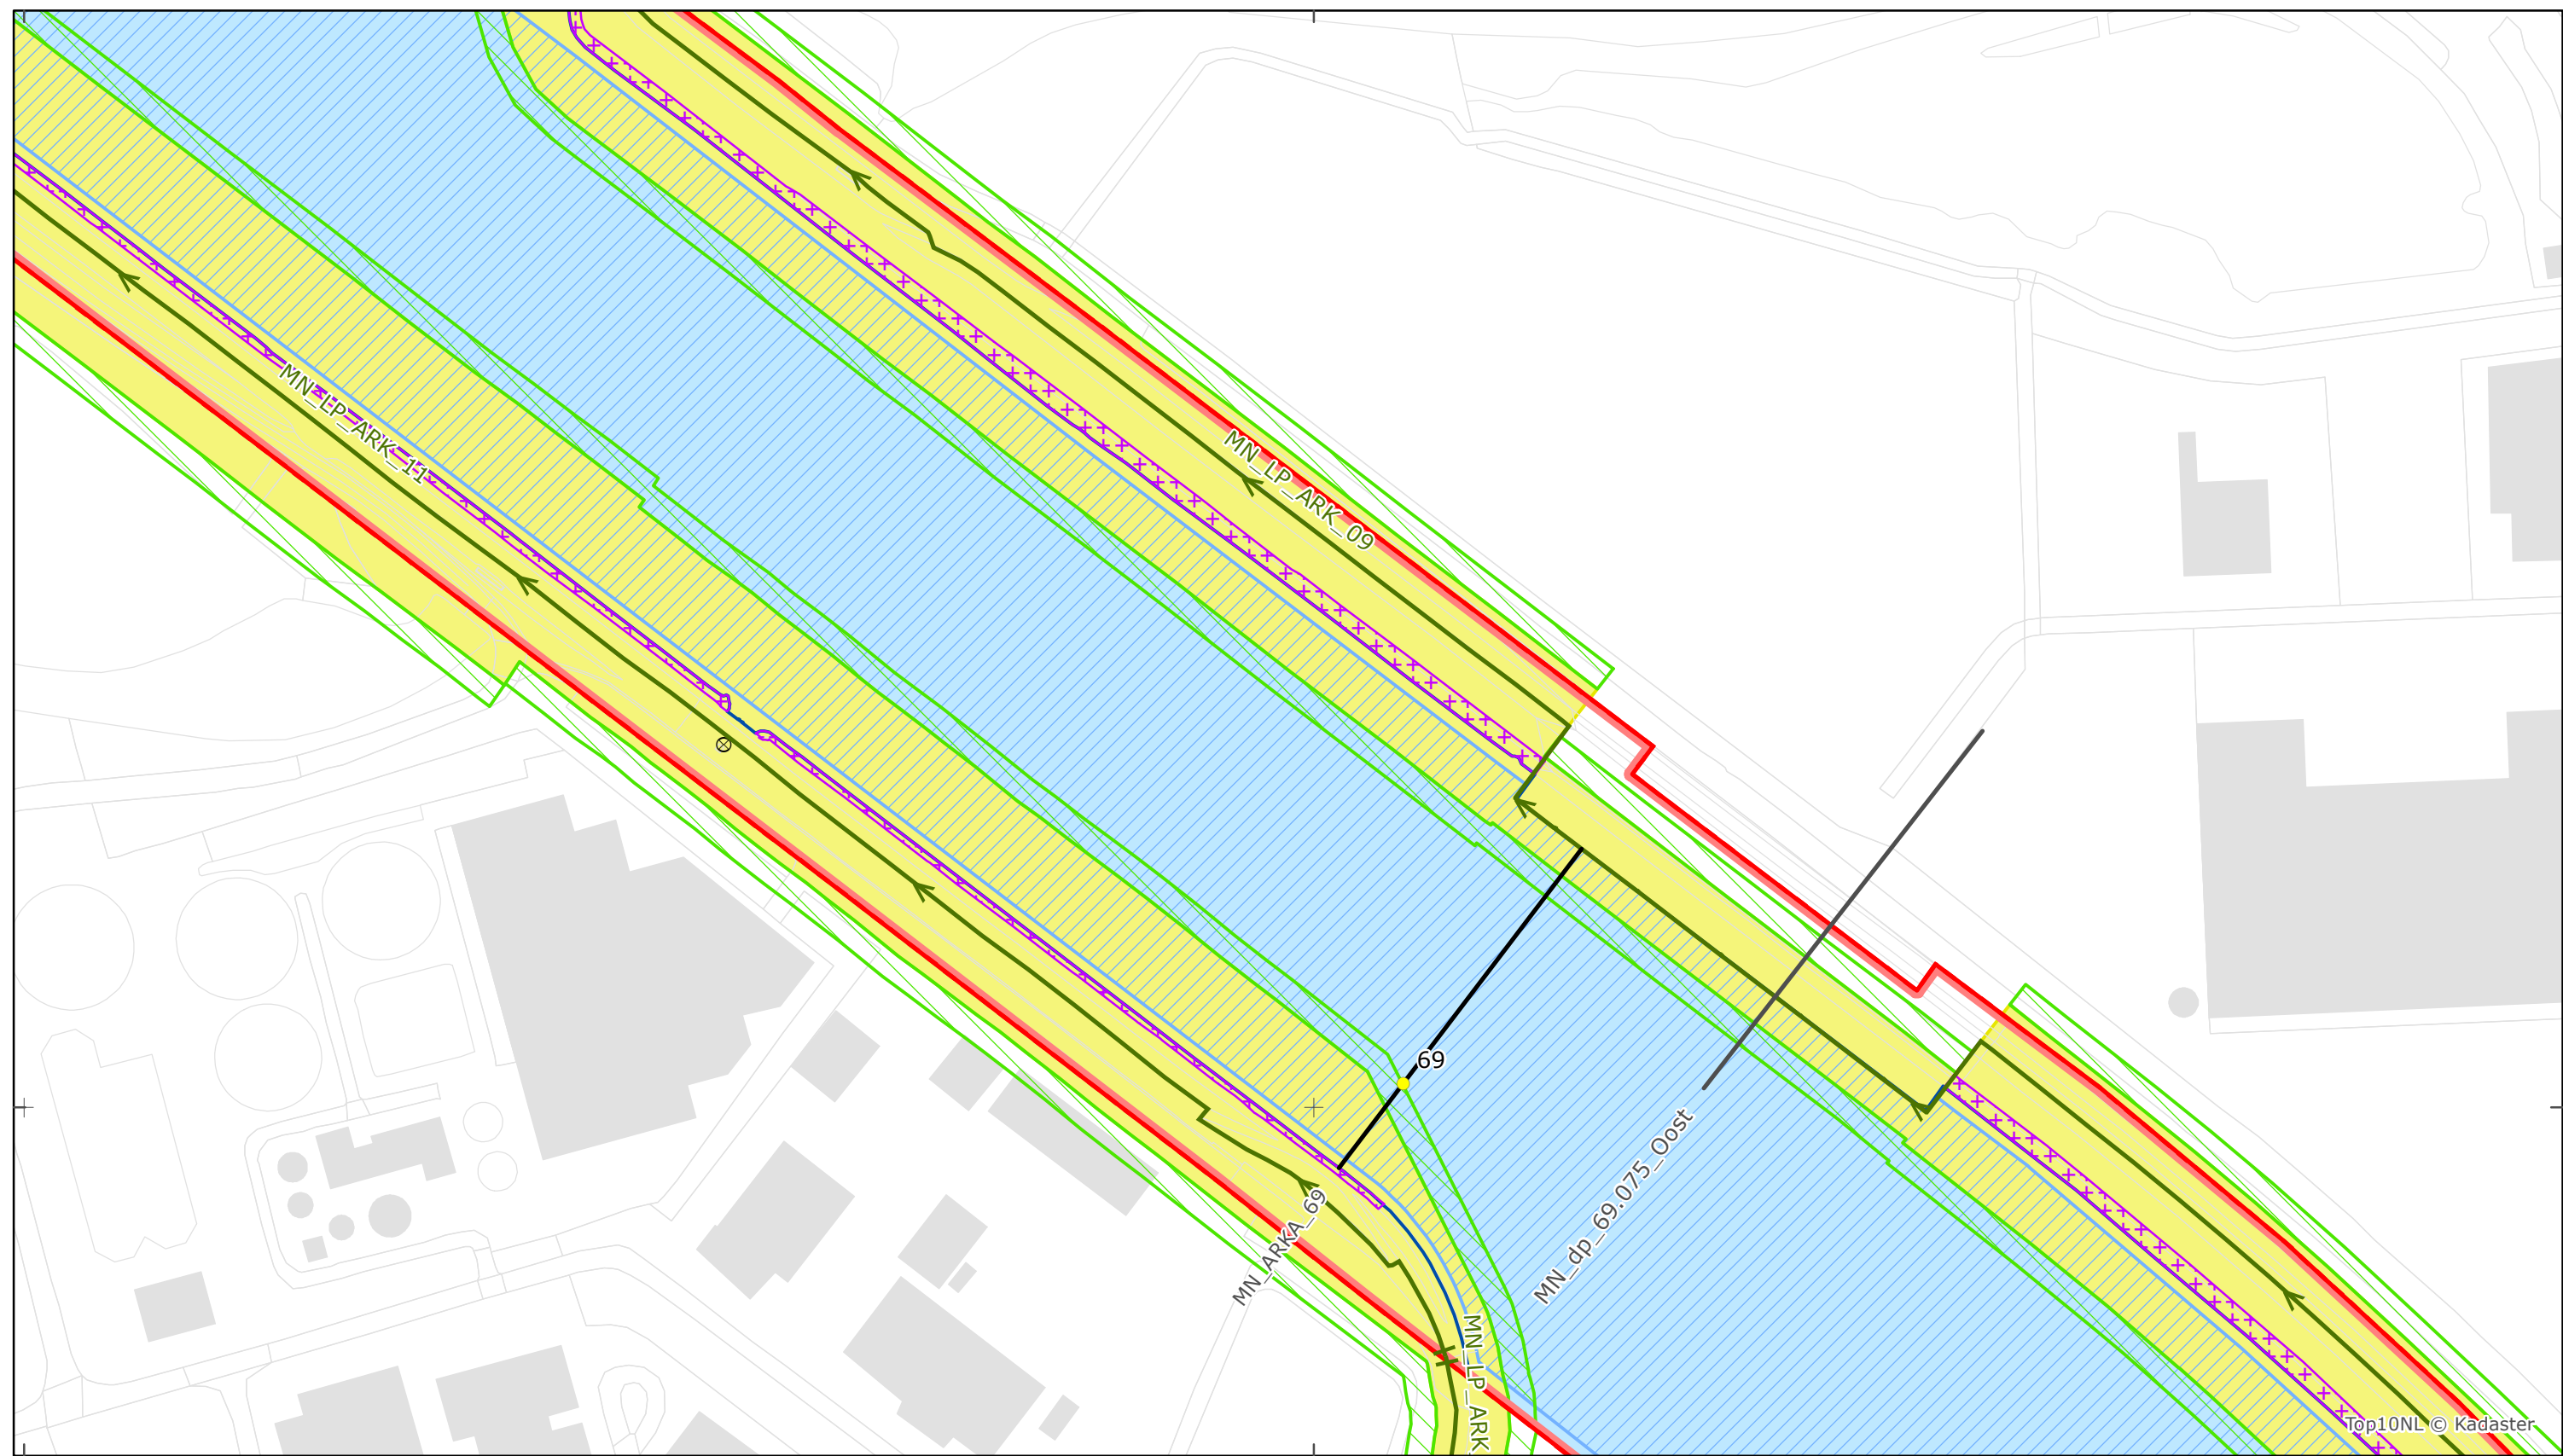 MN_LP_ARK_11
MN_LP_ARK_09
69
MN_dp_69.075_Oost
MN_ARKA_69
MN_LP_ARK
Top10NL © Kadaster